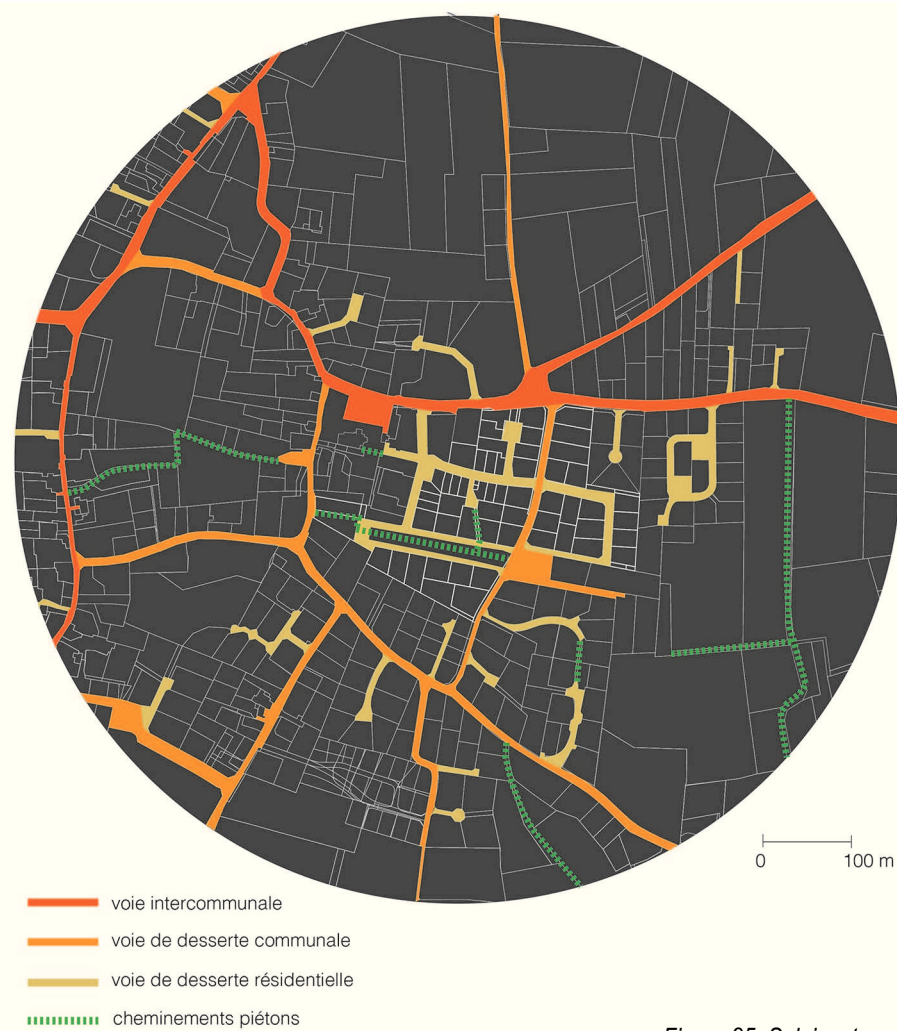 0 100 m
voie intercommunale
voie de desserte communale
voie de desserte résidentielle
cheminements piétons